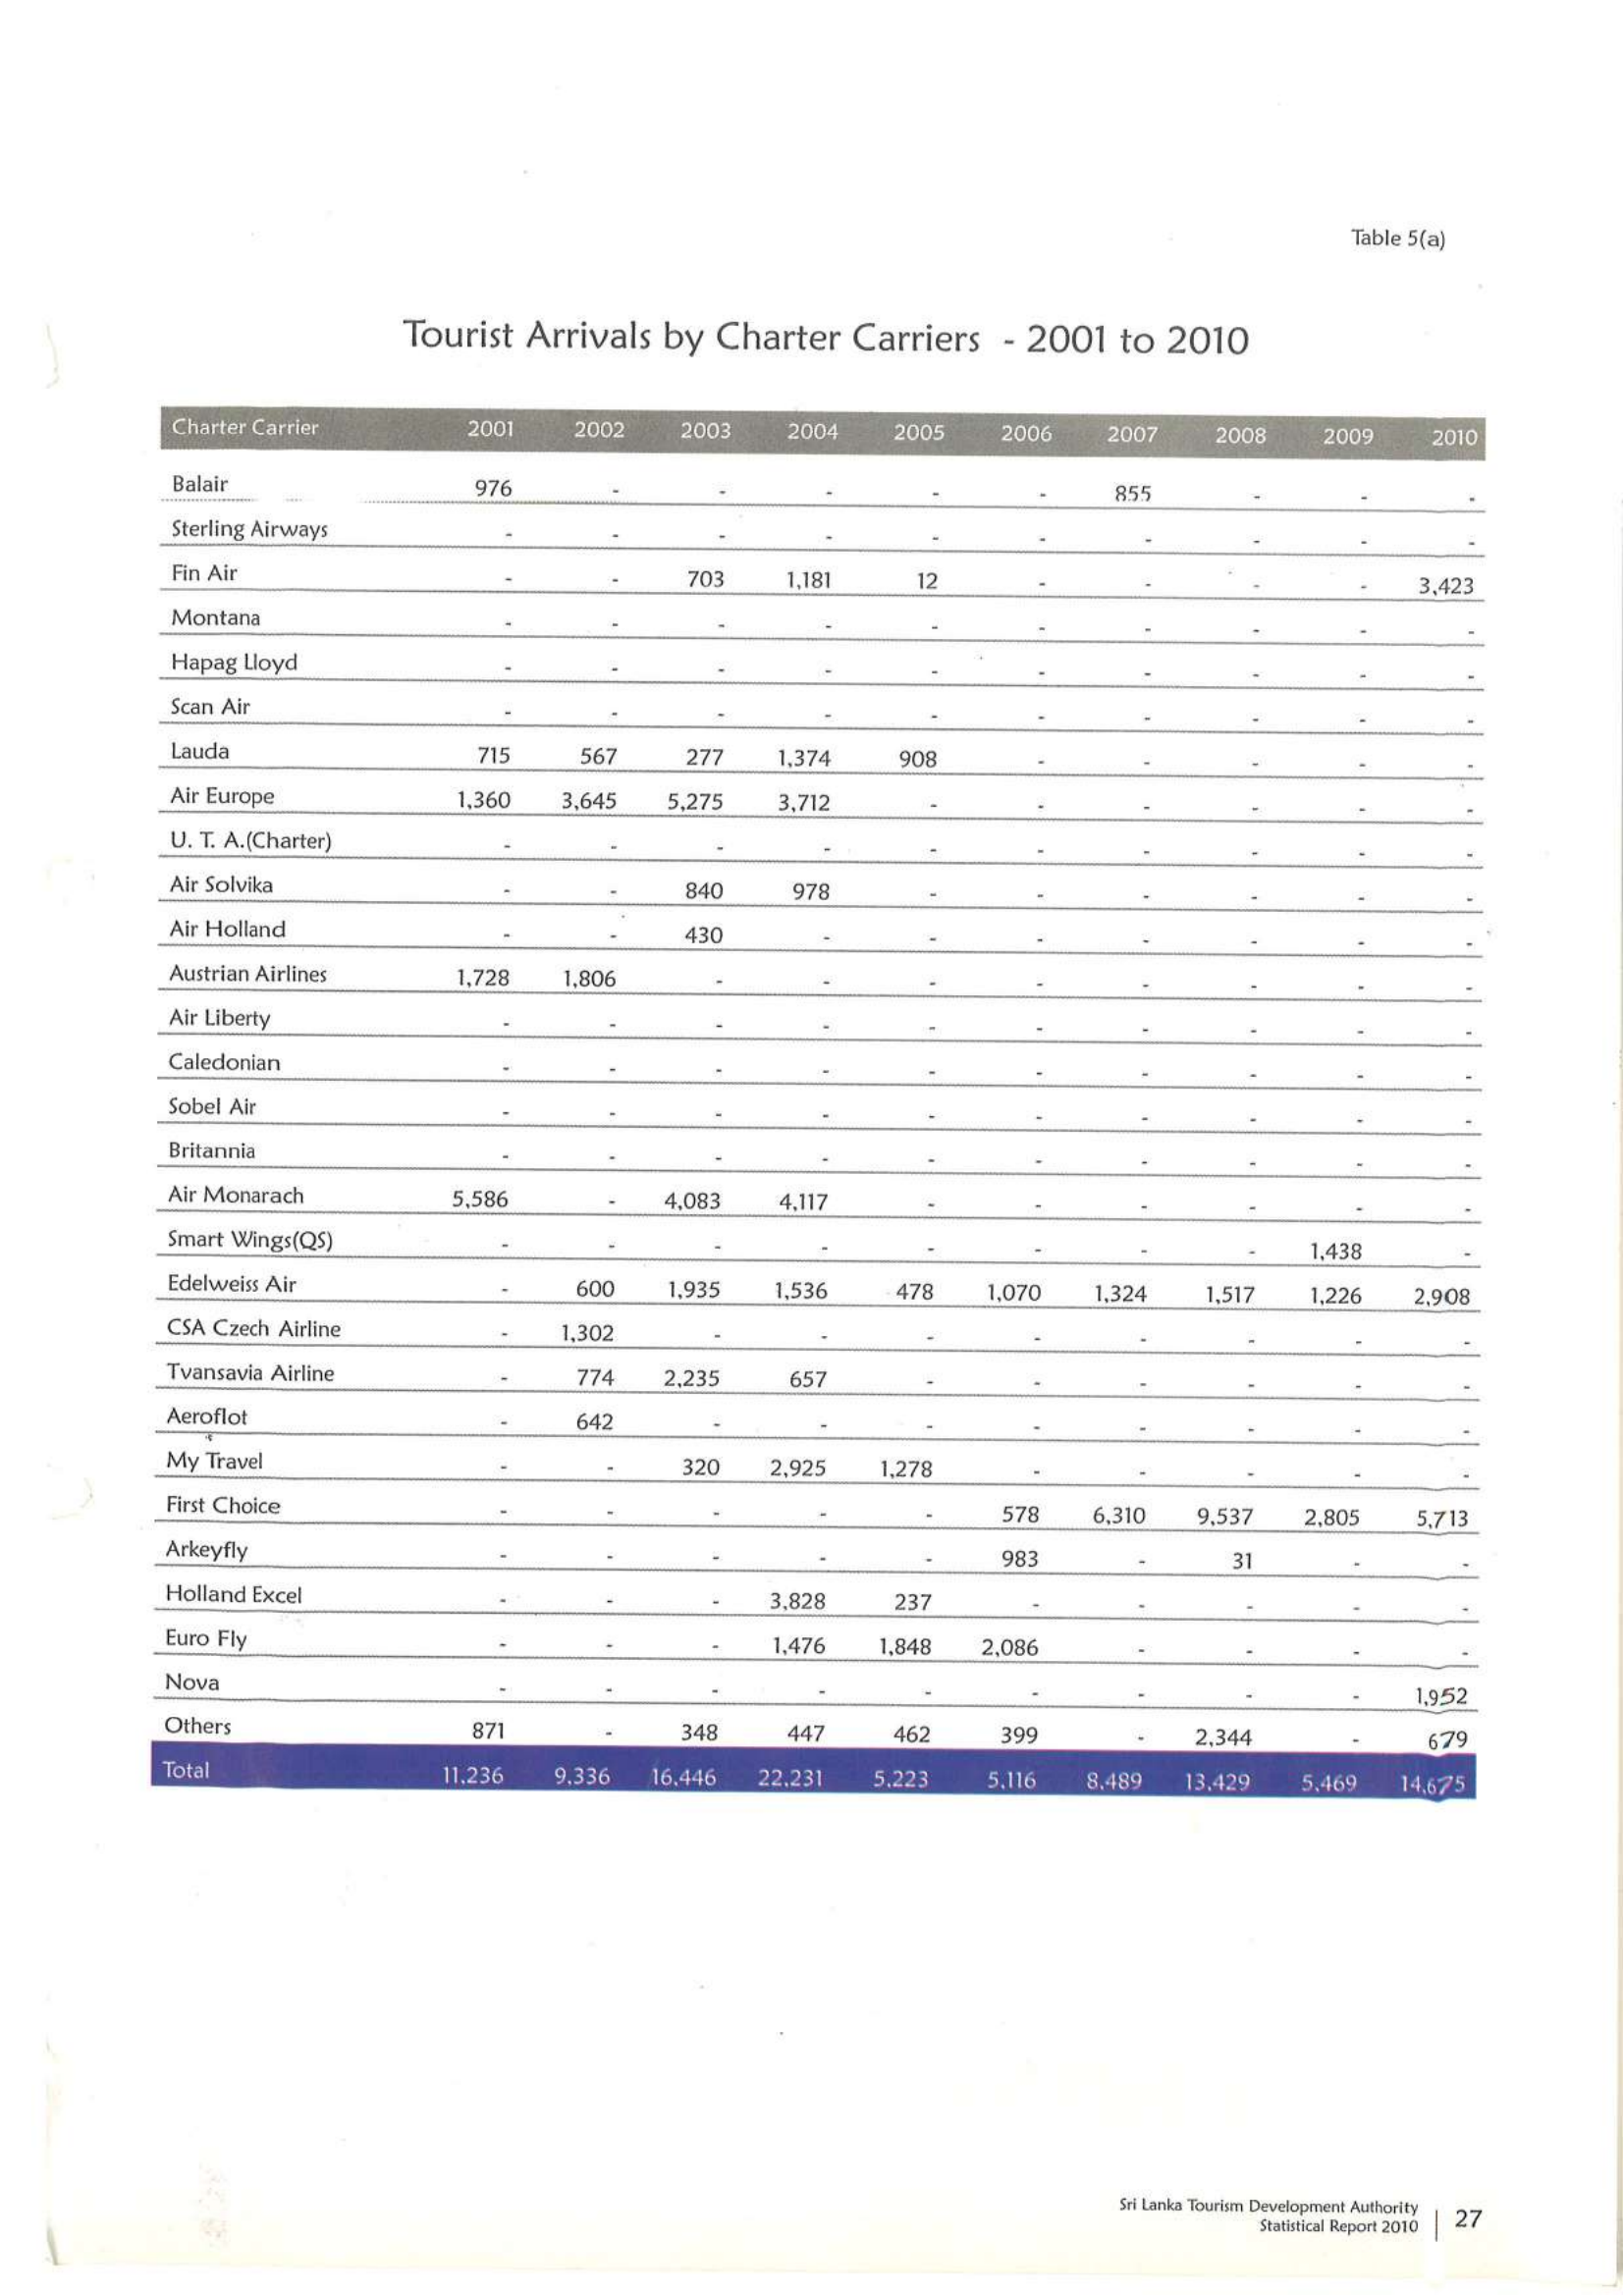 Table 5(a)
Tourist Arrivals by Charter Carriers - 2001 to 2010
Charter Carrier 2001 2002 2003 2004 2005 2006 2007 2008 2009 2010
Balair 976 - - - - - 855 - - -
Sterling Airways - - - - - - - - - -
Fin Air - - 703 1,181 12 - - - - 3,423
Montana - - - - - - - - - -
Hapag Lloyd - - - - - - - - - -
Scan Air - - - - - - - - - -
Lauda 715 567 277 1,374 908 - - - - -
Air Europe 1,360 3,645 5,275 3,712 - - - - - -
U. T. A.(Charter) - - - - - - - - - -
Air Solvika - - 840 978 - - - - - -
Air Holland - - 430 - - - - - - -
Austrian Airlines 1,728 1,806 - - - - - - - -
Air Liberty - - - - - - - - - -
Caledonian - - - - - - - - - -
Sobel Air - - - - - - - - - -
Britannia - - - - - - - - - -
Air Monarach 5,586 - 4,083 4,117 - - - - - -
Smart Wings(QS) - - - - - - - - 1,438 -
Edelweiss Air - 600 1,935 1,536 478 1,070 1,324 1,517 1,226 2,908
CSA Czech Airline - 1,302 - - - - - - - -
Tvansavia Airline - 774 2,235 657 - - - - - -
Aeroflot - 642 - - - - - - - -
My Travel - - 320 2,925 1,278 - - - - -
First Choice - - - - - 578 6,310 9,537 2,805 5,713
Arkeyfly - - - - - 983 - 31 - -
Holland Excel - - - 3,828 237 - - - - -
Euro Fly - - - 1,476 1,848 2,086 - - - -
Nova - - - - - - - - - 1,952
Others 871 - 348 447 462 399 - 2,344 - 679
Total 11,236 9,336 16,446 22,231 5,223 5,116 8,489 13,429 5,469 14,675
Sri Lanka Tourism Development Authority
Statistical Report 2010 | 27